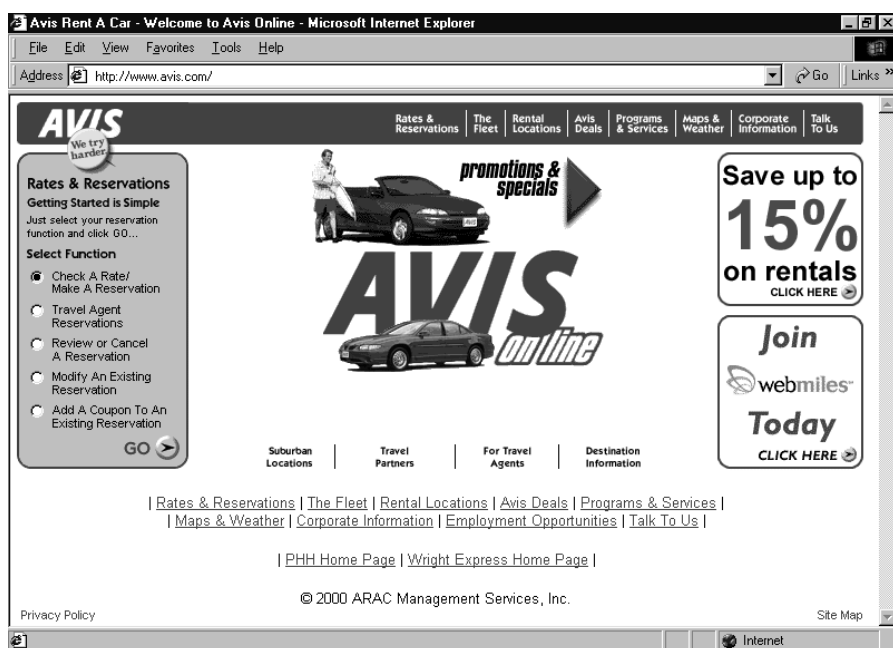 Avis Rent A Car - Welcome to Avis Online - Microsoft Internet Explorer
File Edit View Favorites Tools Help
Address http://www.avis.com/ Go Links »
AVIS
We try
harder.
Rates &
Reservations
The
Fleet
Rental
Locations
Avis
Deals
Programs
& Services
Maps &
Weather
Corporate
Information
Talk
To Us
Rates & Reservations
Getting Started is Simple
Just select your reservation
function and click GO...
Select Function
Check A Rate/
Make A Reservation
Travel Agent
Reservations
Review or Cancel
A Reservation
Modify An Existing
Reservation
Add A Coupon To An
Existing Reservation
GO
promotions &
specials
AVIS
online
Save up to
15%
on rentals
CLICK HERE
Join
webmiles
Today
CLICK HERE
Suburban
Locations
Travel
Partners
For Travel
Agents
Destination
Information
| Rates & Reservations | The Fleet | Rental Locations | Avis Deals | Programs & Services |
| Maps & Weather | Corporate Information | Employment Opportunities | Talk To Us |
| PHH Home Page | Wright Express Home Page |
© 2000 ARAC Management Services, Inc.
Privacy Policy
Site Map
Internet